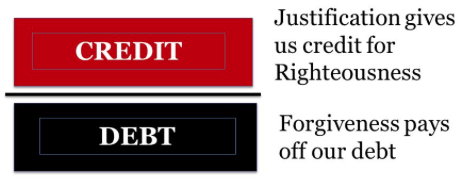 CREDIT
Justification gives
us credit for
Righteousness
DEBT
Forgiveness pays
off our debt